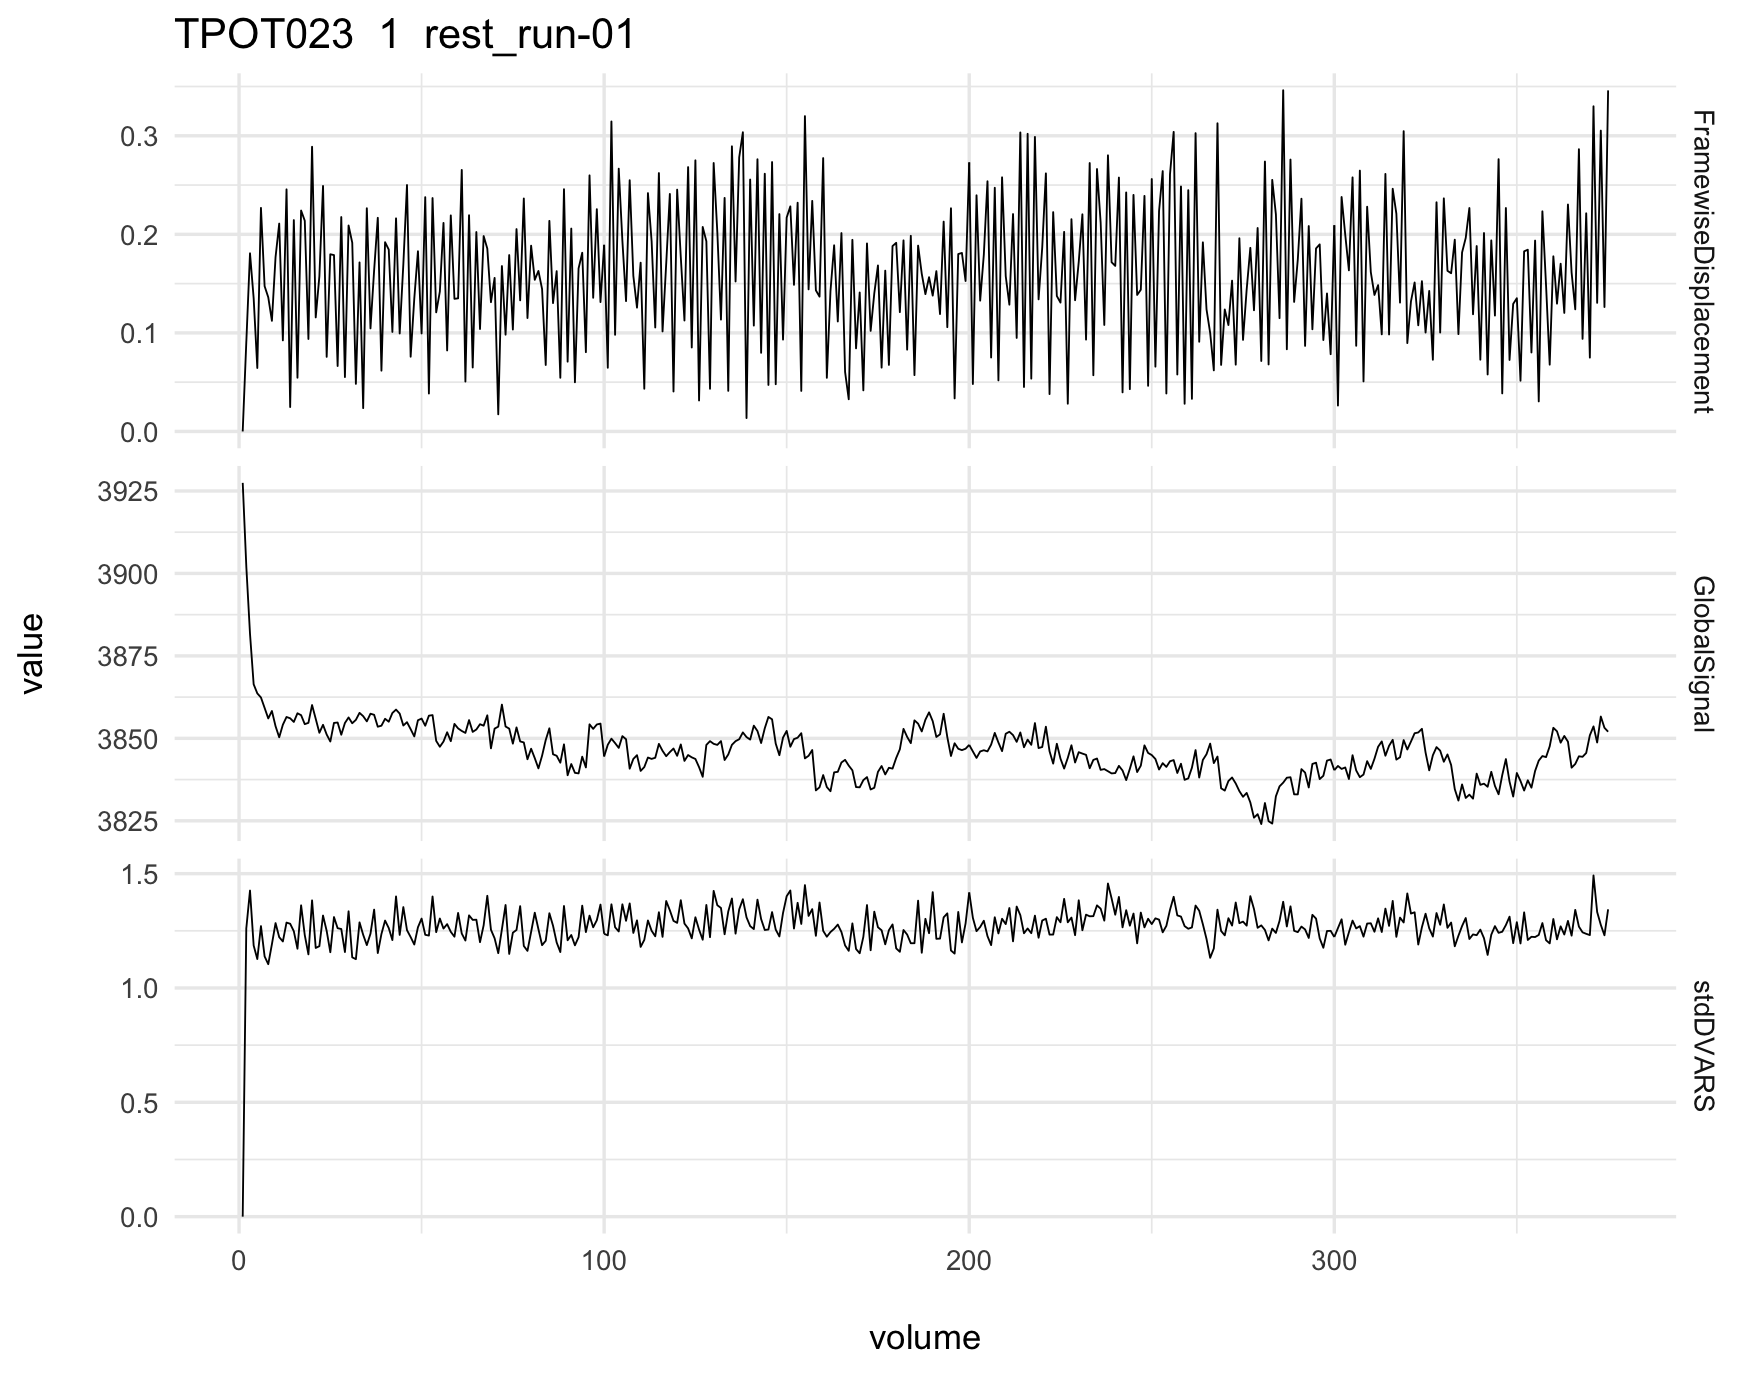 TPOT023 1 rest_run-01
0.3
0.2
0.1
0.0
FramewiseDisplacement
3925
3900
3875
3850
3825
GlobalSignal
value
1.5
1.0
0.5
0.0
stdDVARS
0 100 200 300
volume